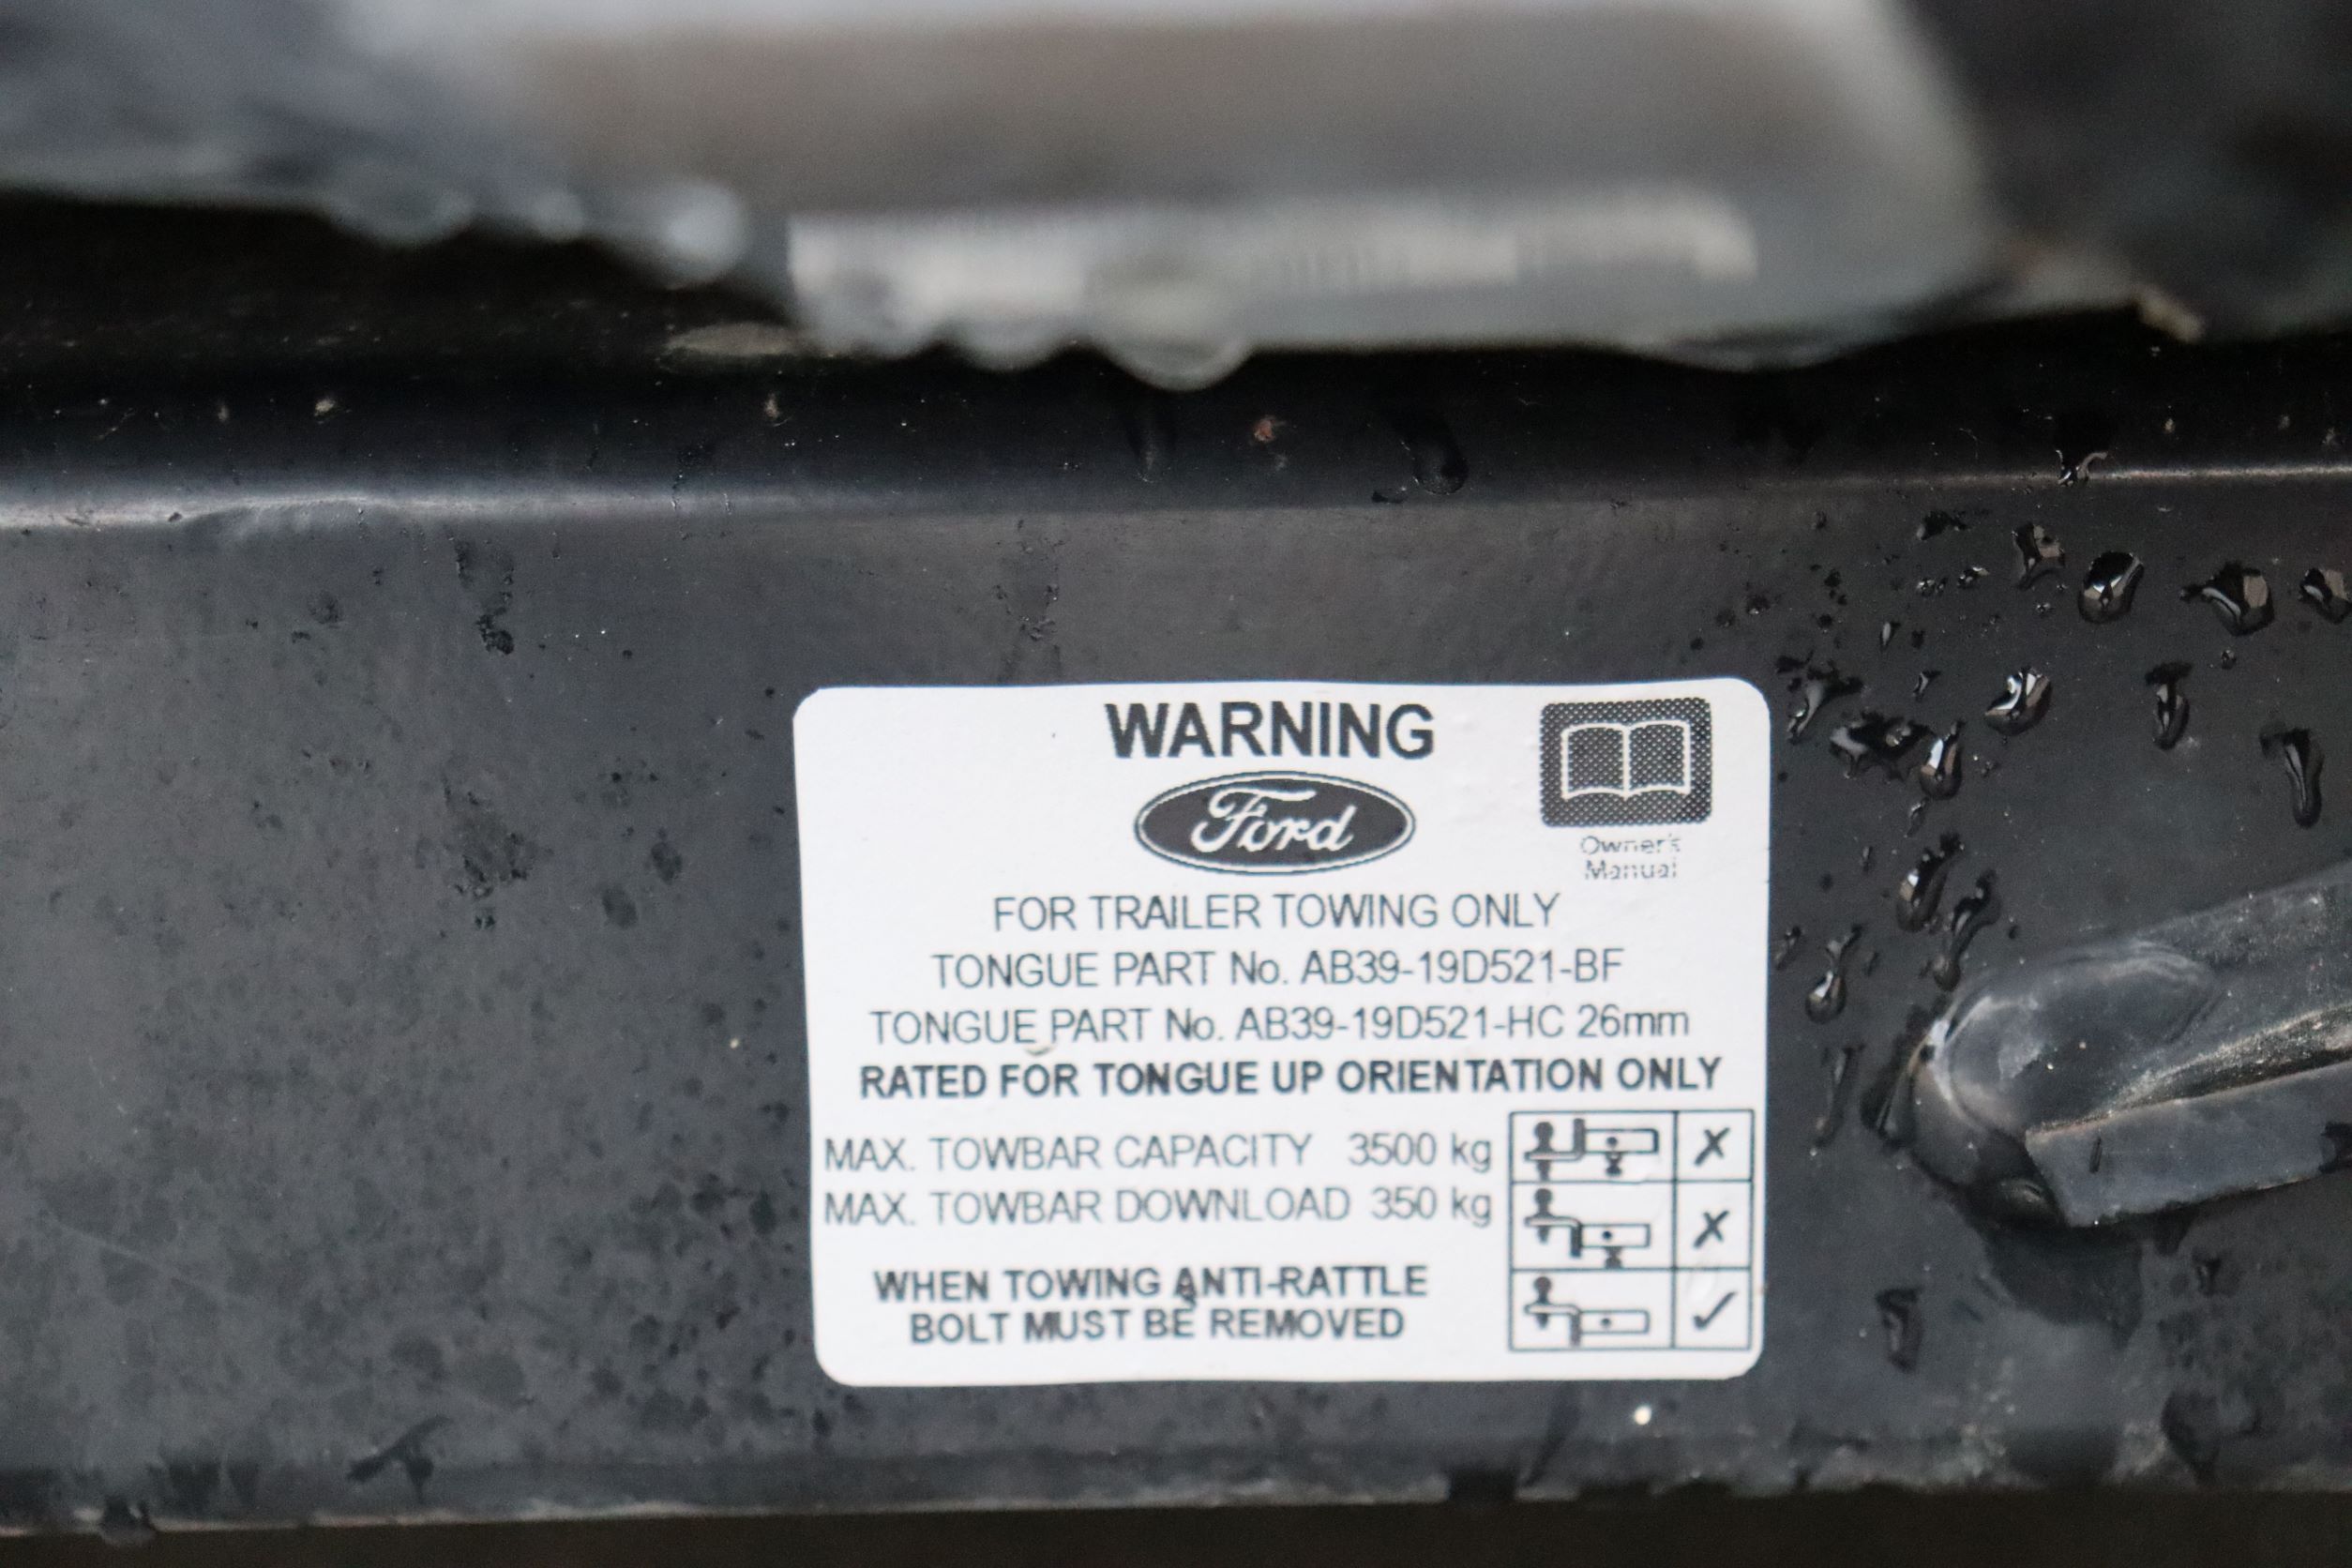 WARNING
Ford
Owner's
Manual
FOR TRAILER TOWING ONLY
TONGUE PART No. AB39-19D521-BF
TONGUE PART No. AB39-19D521-HC 26mm
RATED FOR TONGUE UP ORIENTATION ONLY
MAX. TOWBAR CAPACITY 3500 kg
MAX. TOWBAR DOWNLOAD 350 kg
WHEN TOWING ANTI-RATTLE
BOLT MUST BE REMOVED